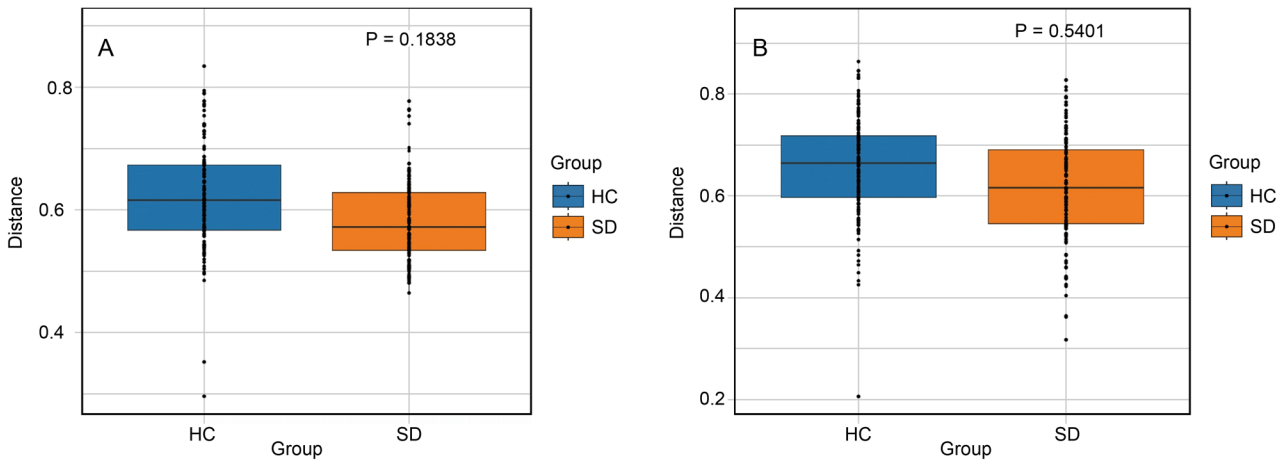 A
P = 0.1838
0.8
0.6
0.4
Distance
HC
SD
Group
Group
HC
SD
B
P = 0.5401
0.8
0.6
0.4
0.2
Distance
HC
SD
Group
Group
HC
SD